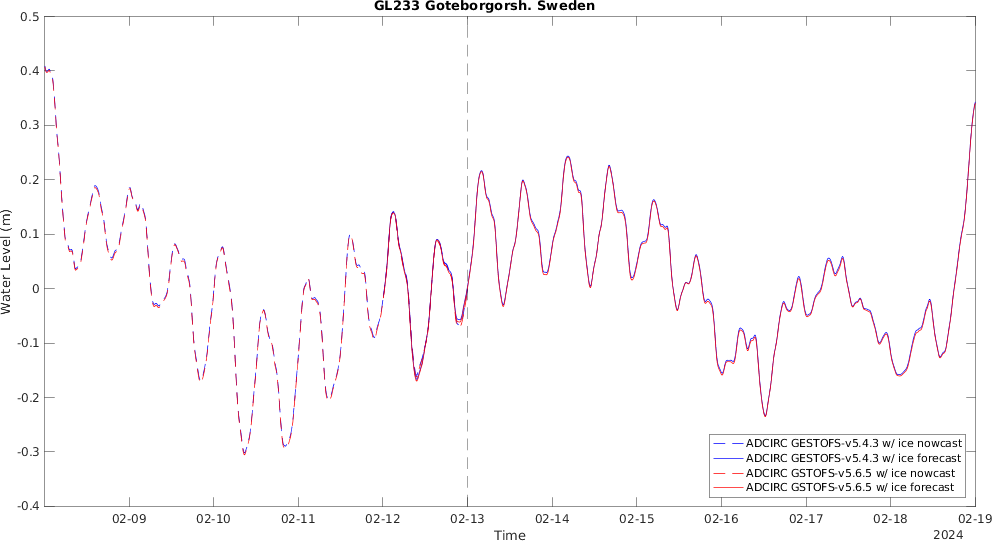 GL233 Goteborgorsh. Sweden
Water Level (m)
0.5
0.4
0.3
0.2
0.1
0
-0.1
-0.2
-0.3
-0.4
ADCIRC GESTOFS-v5.4.3 w/ ice nowcast
ADCIRC GESTOFS-v5.4.3 w/ ice forecast
ADCIRC GSTOFS-v5.6.5 w/ ice nowcast
ADCIRC GSTOFS-v5.6.5 w/ ice forecast
02-09 02-10 02-11 02-12 02-13 02-14 02-15 02-16 02-17 02-18 02-19
Time
2024